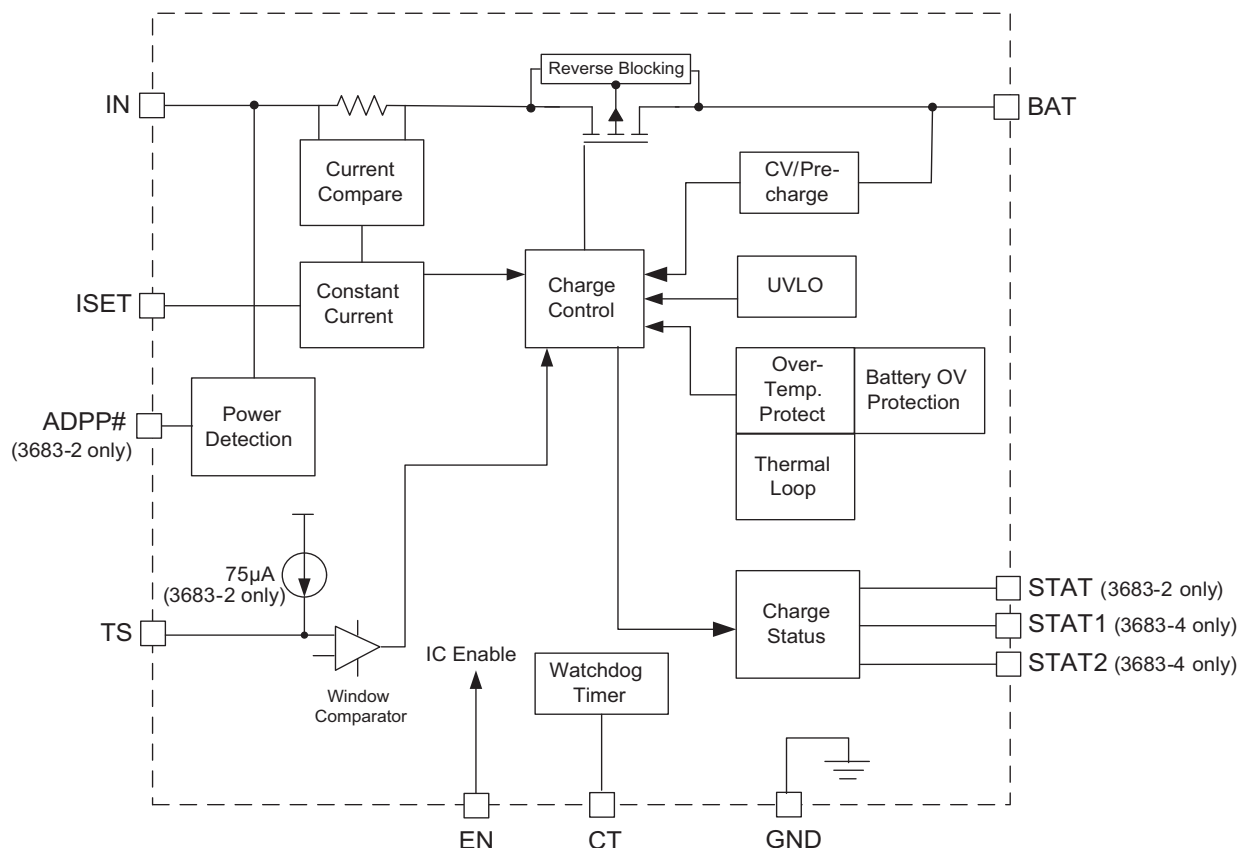 Reverse Blocking
IN
BAT
Current
Compare
CV/Pre-
charge
ISET
Constant
Current
Charge
Control
UVLO
Over-
Temp.
Protect
Battery OV
Protection
ADPP#
(3683-2 only)
Power
Detection
Thermal
Loop
75µA
(3683-2 only)
TS
Window
Comparator
IC Enable
Watchdog
Timer
Charge
Status
STAT (3683-2 only)
STAT1 (3683-4 only)
STAT2 (3683-4 only)
EN
CT
GND